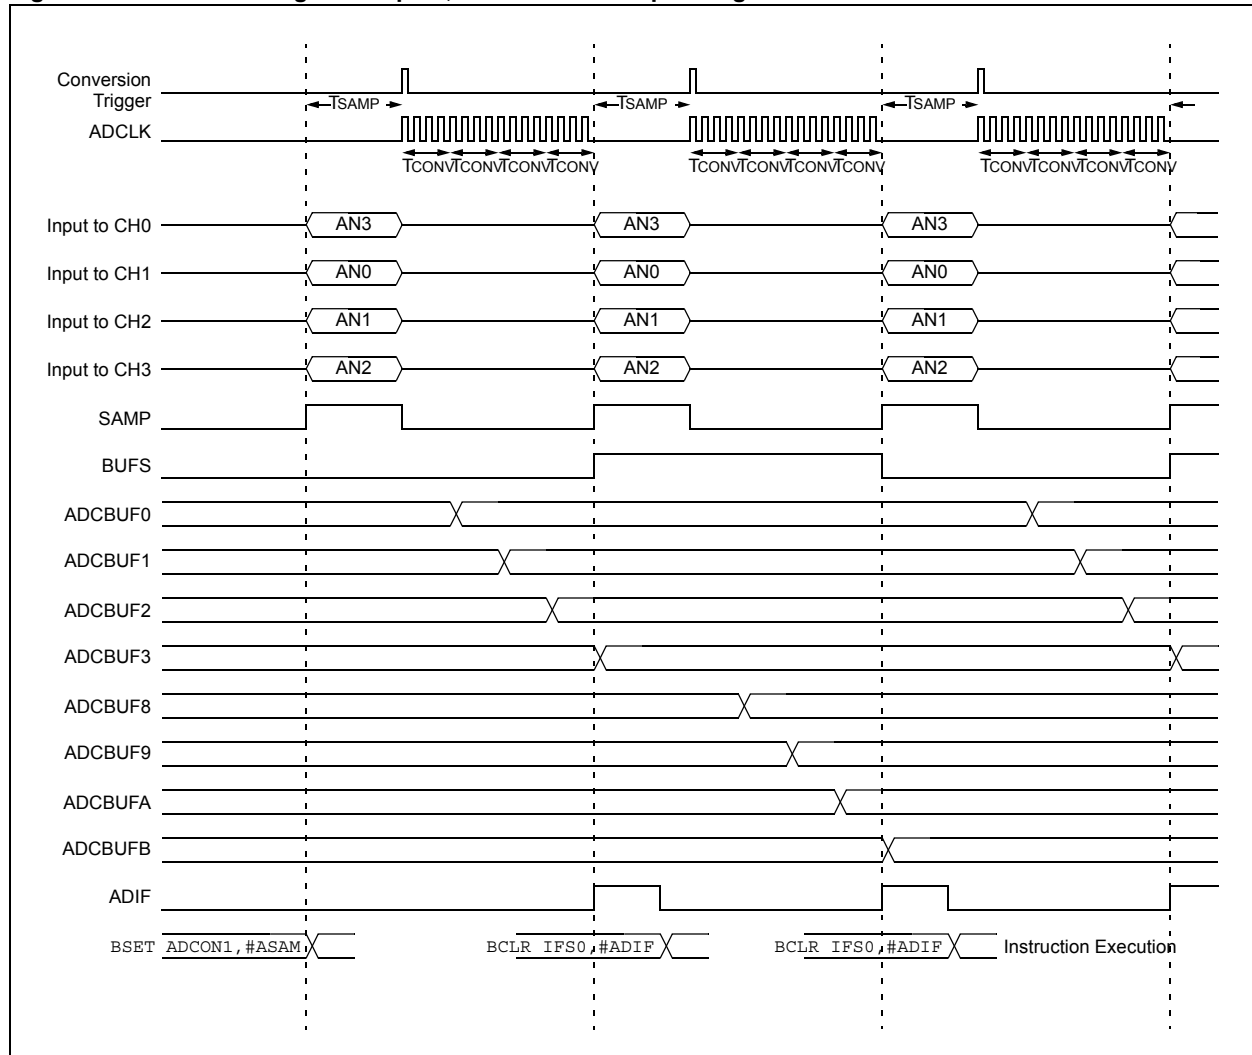 Conversion
Trigger
TSAMP TSAMP TSAMP
ADCLK
TCONV TCONV TCONV TCONV TCONV TCONV TCONV TCONV TCONV TCONV TCONV TCONV
Input to CH0 AN3 AN3 AN3
Input to CH1 AN0 AN0 AN0
Input to CH2 AN1 AN1 AN1
Input to CH3 AN2 AN2 AN2
SAMP
BUFS
ADCBUF0
ADCBUF1
ADCBUF2
ADCBUF3
ADCBUF8
ADCBUF9
ADCBUFA
ADCBUFB
ADIF
BSET ADCON1,#ASAM BCLR IFS0,#ADIF BCLR IFS0,#ADIF Instruction Execution